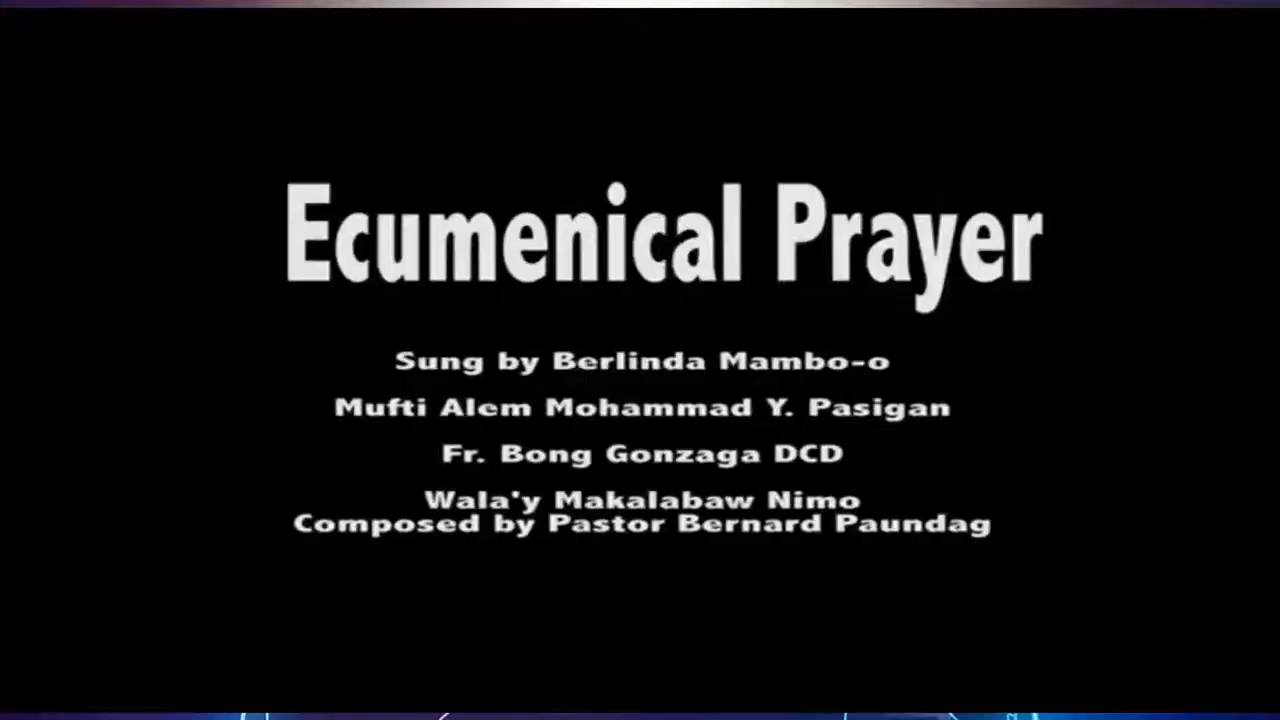 Ecumenical Prayer
Sung by Berlinda Mambo-o
Mufti Alem Mohammad Y. Pasigan
Fr. Bong Gonzaga DCD
Wala'y Makalabaw Nimo
Composed by Pastor Bernard Paundag